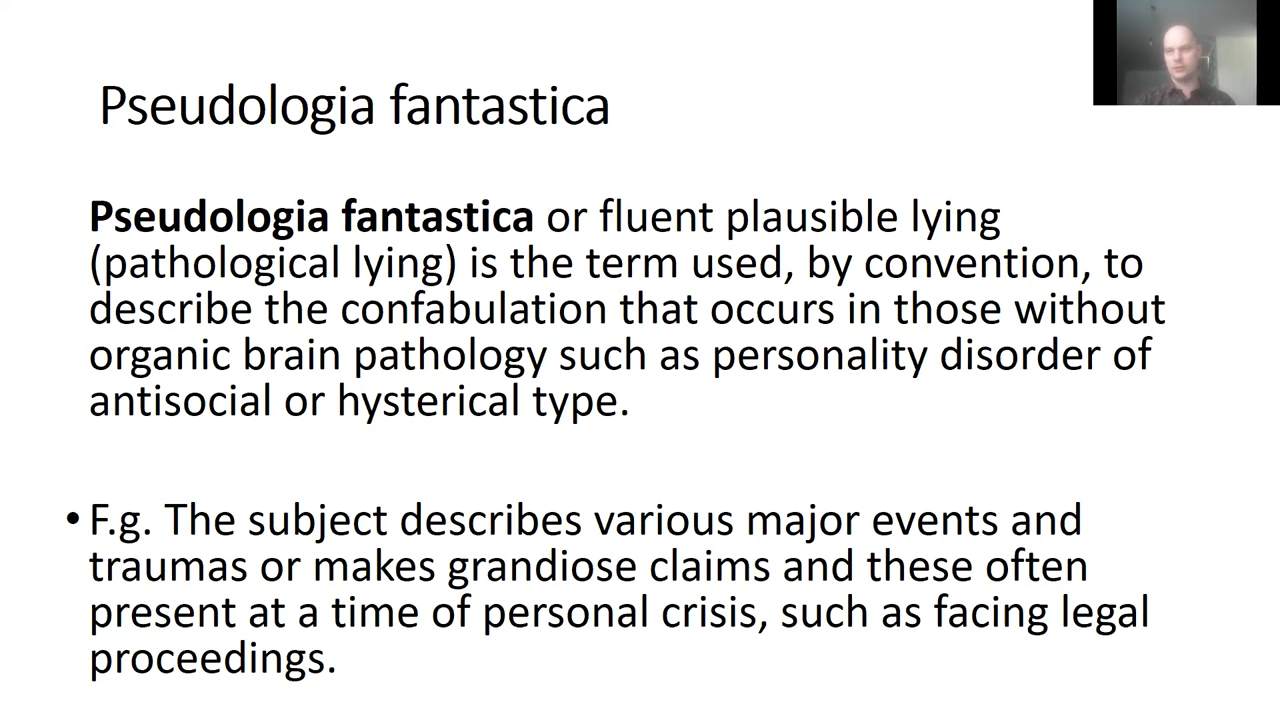 Pseudologia fantastica
Pseudologia fantastica or fluent plausible lying
(pathological lying) is the term used, by convention, to
describe the confabulation that occurs in those without
organic brain pathology such as personality disorder of
antisocial or hysterical type.
• F.g. The subject describes various major events and
traumas or makes grandiose claims and these often
present at a time of personal crisis, such as facing legal
proceedings.